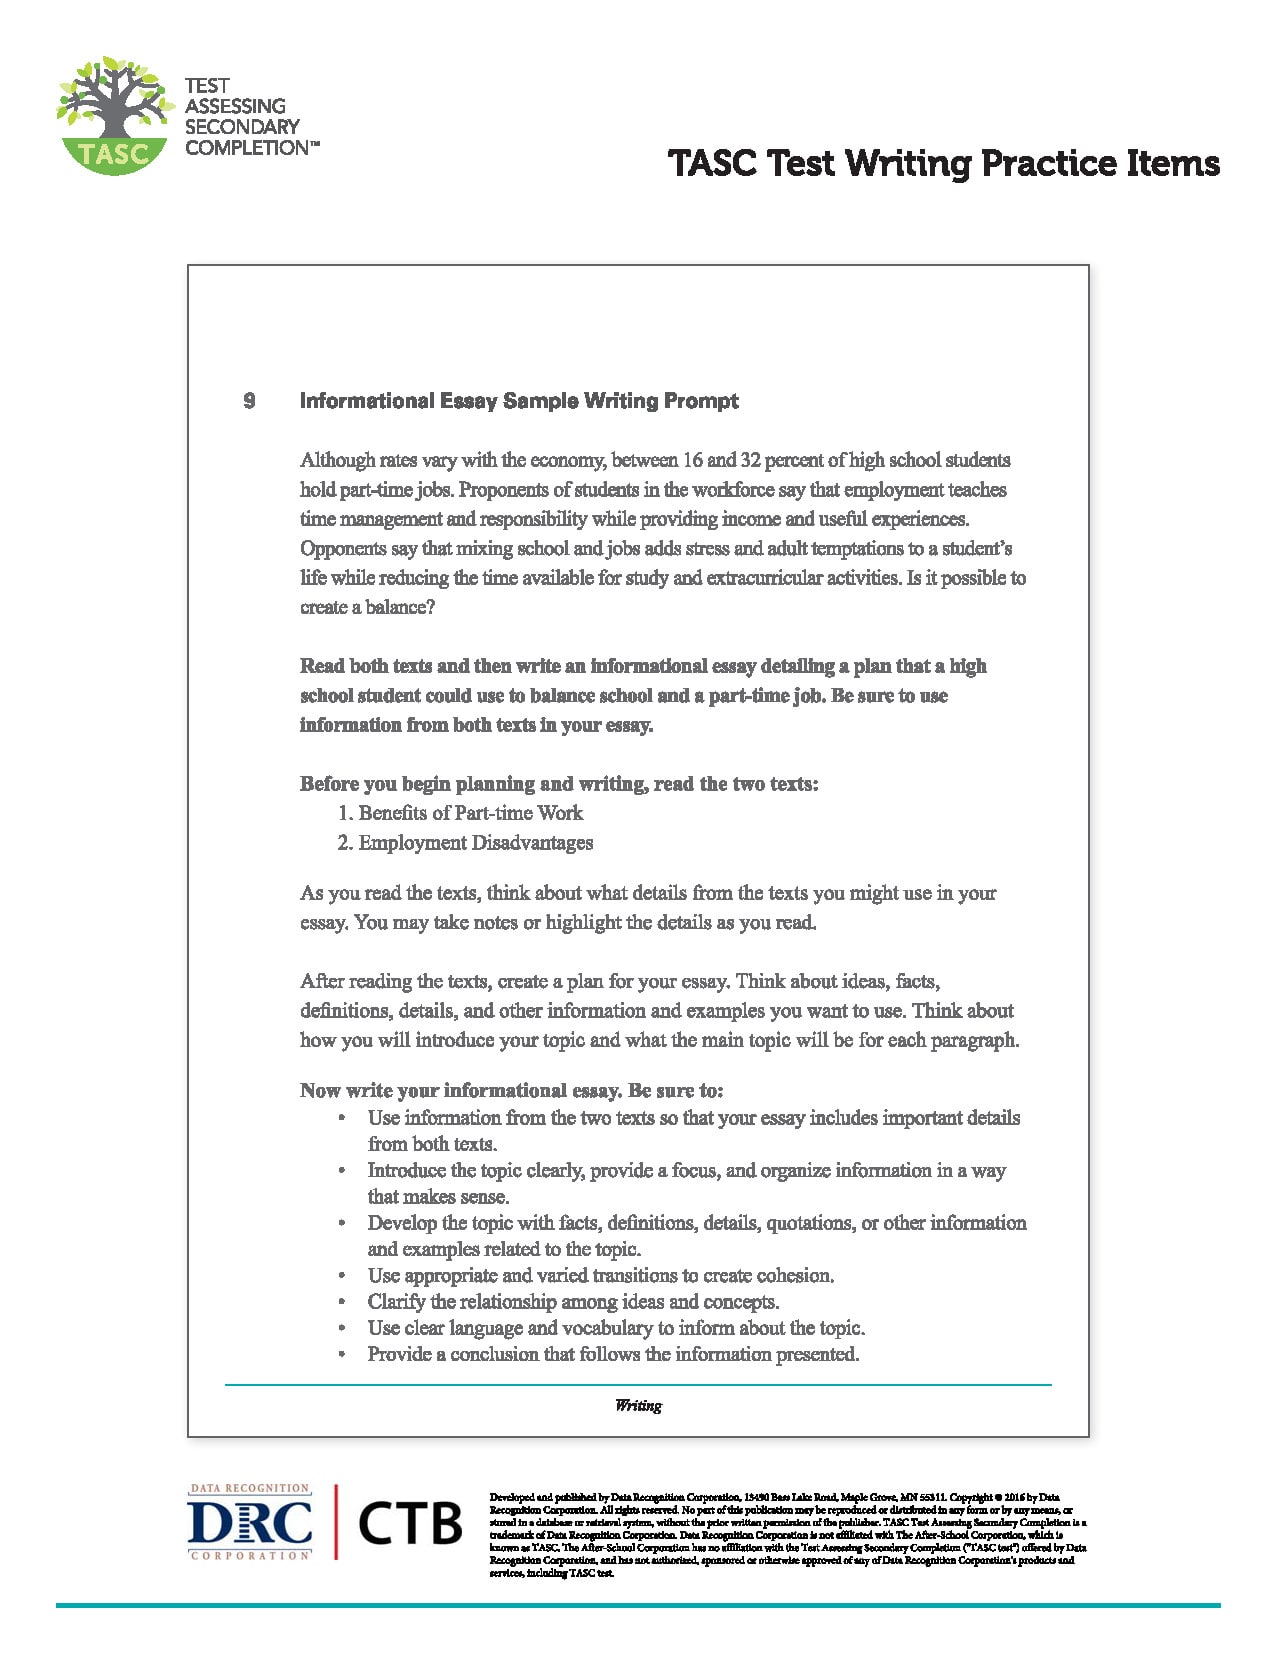 TEST
ASSESSING
SECONDARY
COMPLETION™
TASC
TASC Test Writing Practice Items
9 Informational Essay Sample Writing Prompt
Although rates vary with the economy, between 16 and 32 percent of high school students
hold part-time jobs. Proponents of students in the workforce say that employment teaches
time management and responsibility while providing income and useful experiences.
Opponents say that mixing school and jobs adds stress and adult temptations to a student’s
life while reducing the time available for study and extracurricular activities. Is it possible to
create a balance?
Read both texts and then write an informational essay detailing a plan that a high
school student could use to balance school and a part-time job. Be sure to use
information from both texts in your essay.
Before you begin planning and writing, read the two texts:
1. Benefits of Part-time Work
2. Employment Disadvantages
As you read the texts, think about what details from the texts you might use in your
essay. You may take notes or highlight the details as you read.
After reading the texts, create a plan for your essay. Think about ideas, facts,
definitions, details, and other information and examples you want to use. Think about
how you will introduce your topic and what the main topic will be for each paragraph.
Now write your informational essay. Be sure to:
• Use information from the two texts so that your essay includes important details
from both texts.
• Introduce the topic clearly, provide a focus, and organize information in a way
that makes sense.
• Develop the topic with facts, definitions, details, quotations, or other information
and examples related to the topic.
• Use appropriate and varied transitions to create cohesion.
• Clarify the relationship among ideas and concepts.
• Use clear language and vocabulary to inform about the topic.
• Provide a conclusion that follows the information presented.
Writing
DATA RECOGNITION
DRC
CORPORATION
CTB
Developed and published by Data Recognition Corporation, 13490 Bass Lake Road, Maple Grove, MN 55311. Copyright © 2016 by Data
Recognition Corporation. All rights reserved. No part of this publication may be reproduced or distributed in any form or by any means, or
stored in a database or retrieval system, without the prior written permission of the publisher. TASC Test Assessing Secondary Completion is a
trademark of Data Recognition Corporation. Data Recognition Corporation is not affiliated with The After-School Corporation, which is
known as TASC. The After-School Corporation has no affiliation with the Test Assessing Secondary Completion ("TASC test") offered by Data
Recognition Corporation, and has not authorized, sponsored or otherwise approved of any of Data Recognition Corporation's products and
services, including TASC test.